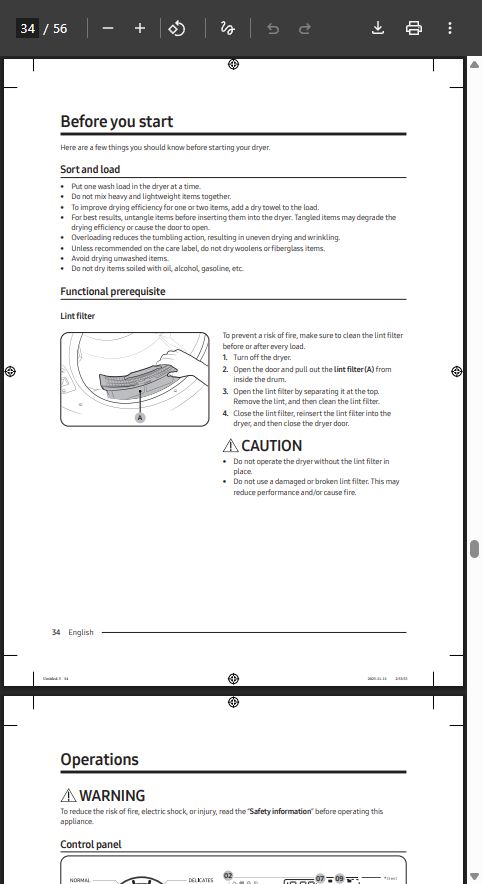 34 / 56
Before you start
Here are a few things you should know before starting your dryer.
Sort and load
• Put one wash load in the dryer at a time.
• Do not mix heavy and lightweight items together.
• To improve drying efficiency for one or two items, add a dry towel to the load.
• For best results, untangle items before inserting them into the dryer. Tangled items may degrade the
drying efficiency or cause the door to open.
• Overloading reduces the tumbling action, resulting in uneven drying and wrinkling.
• Unless recommended on the care label, do not dry woolens or fiberglass items.
• Avoid drying unwashed items.
• Do not dry items soiled with oil, alcohol, gasoline, etc.
Functional prerequisite
Lint filter
A
To prevent a risk of fire, make sure to clean the lint filter
before or after every load.
1. Turn off the dryer.
2. Open the door and pull out the lint filter (A) from
inside the drum.
3. Open the lint filter by separating it at the top.
Remove the lint, and then clean the lint filter.
4. Close the lint filter, reinsert the lint filter into the
dryer, and then close the dryer door.
CAUTION
• Do not operate the dryer without the lint filter in
place.
• Do not use a damaged or broken lint filter. This may
reduce performance and/or cause fire.
34 English
Operations
WARNING
To reduce the risk of fire, electric shock, or injury, read the "Safety information" before operating this
appliance.
Control panel
NORMAL
DELICATES
02
07
09